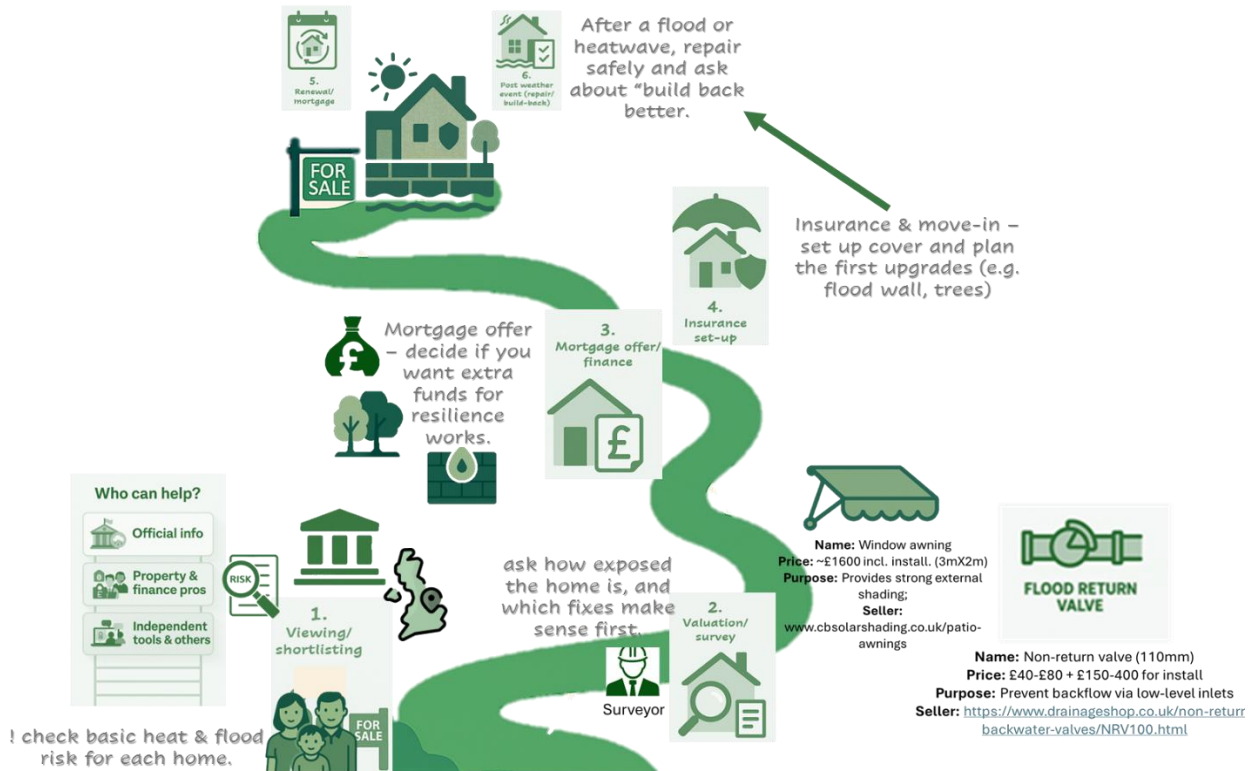 5.
Renewal/
mortgage
6.
Post weather
event (repair/
build-back)
After a flood or
heatwave, repair
safely and ask
about “build back
better.
FOR
SALE
Insurance & move-in –
set up cover and plan
the first upgrades (e.g.
flood wall, trees)
4.
Insurance
set-up
3.
Mortgage offer/
finance
£
£
Mortgage offer
– decide if you
want extra
funds for
resilience
works.
Who can help?
Official info
Property &
finance pros
Independent
tools & others
RISK
1.
Viewing/
shortlisting
FOR
SALE
! check basic heat & flood
risk for each home.
ask how exposed
the home is, and
which fixes make
sense first.
Surveyor
2.
Valuation/
survey
Name: Window awning
Price: ~£1600 incl. install. (3mX2m)
Purpose: Provides strong external
shading;
Seller:
www.cbsolarshading.co.uk/patio-
awnings
FLOOD RETURN
VALVE
Name: Non-return valve (110mm)
Price: £40-£80 + £150-400 for install
Purpose: Prevent backflow via low-level inlets
Seller: https://www.drainageshop.co.uk/non-return
backwater-valves/NRV100.html